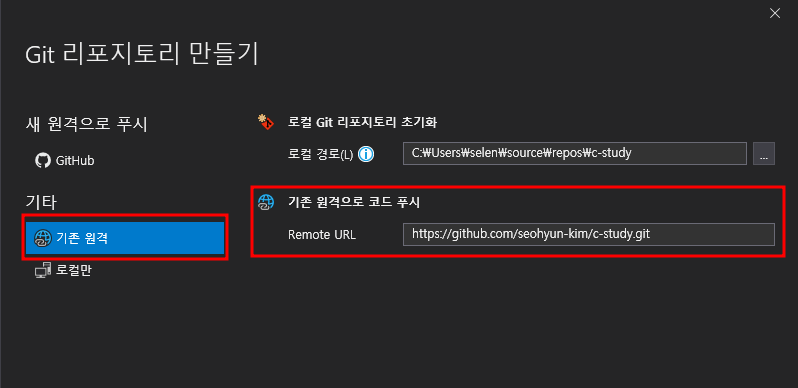 Git 리포지토리 만들기
새 원격으로 푸시
GitHub
기타
기존 원격
로컬만
로컬 Git 리포지토리 초기화
로컬 경로(L)
C:₩Users₩selen₩source₩repos₩c-study
...
기존 원격으로 코드 푸시
Remote URL
https://github.com/seohyun-kim/c-study.git